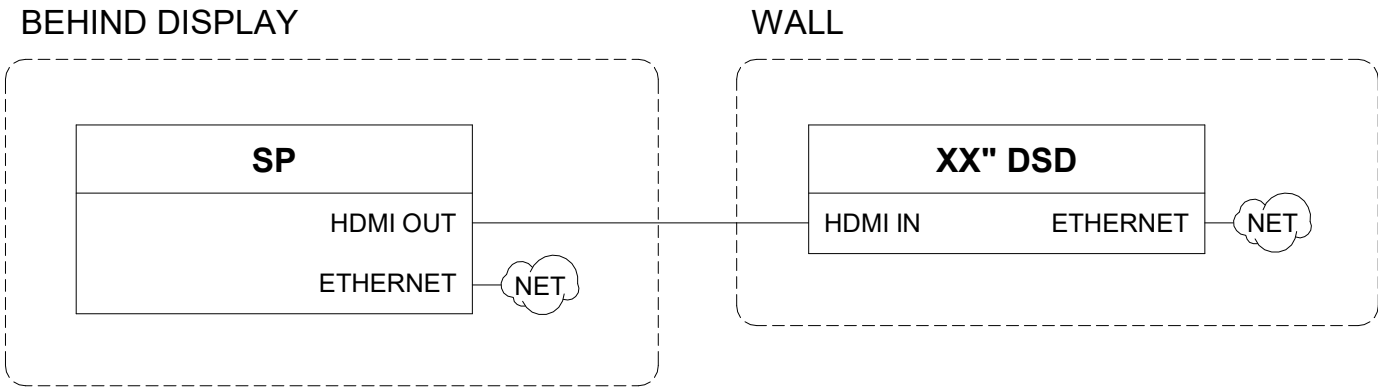 BEHIND DISPLAY
WALL
SP
XX" DSD
HDMI OUT
HDMI IN
ETHERNET
NET
ETHERNET
NET